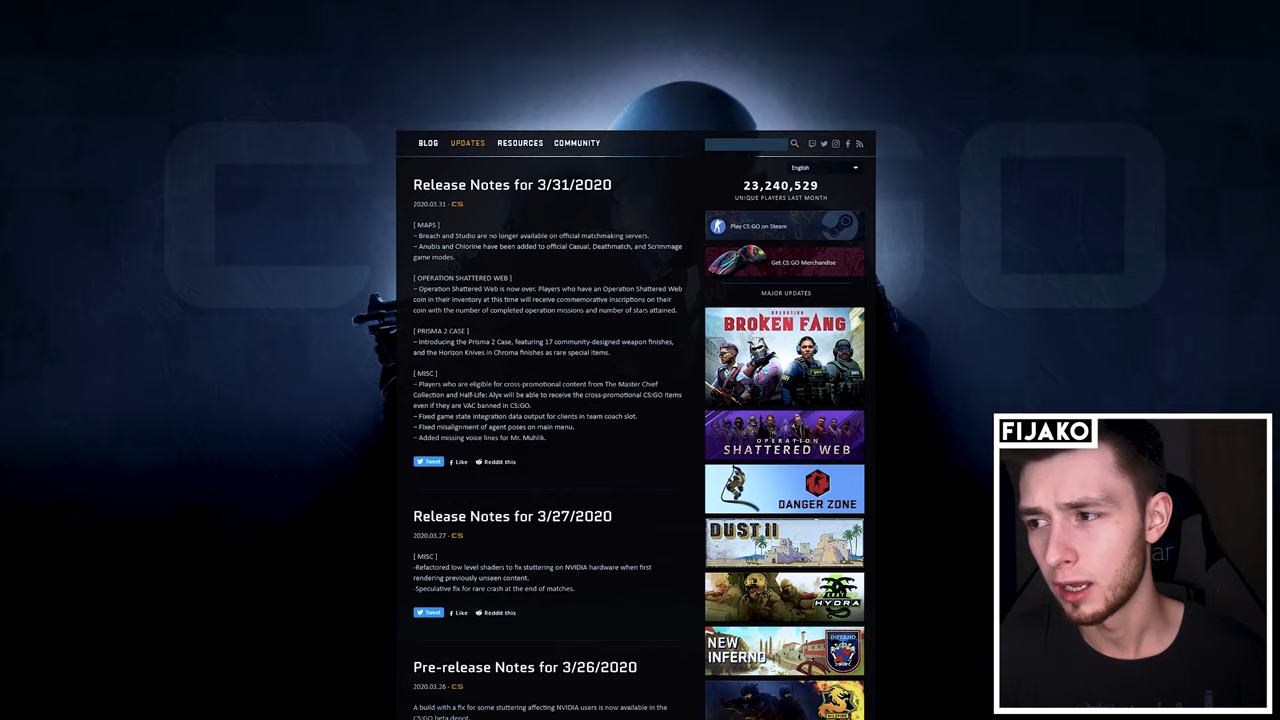 BLOG UPDATES RESOURCES COMMUNITY
Release Notes for 3/31/2020
2020.03.31 - CS
[ MAPS ]
– Breach and Studio are no longer available on official matchmaking servers.
– Anubis and Chlorine have been added to official Casual, Deathmatch, and Scrimmage
game modes.
[ OPERATION SHATTERED WEB ]
– Operation Shattered Web is now over. Players who have an Operation Shattered Web
coin in their inventory at this time will receive commemorative inscriptions on their
coin with the number of completed operation missions and number of stars attained.
[ PRISMA 2 CASE ]
– Introducing the Prisma 2 Case, featuring 17 community-designed weapon finishes,
and the Horizon Knives in Chroma finishes as rare special items.
[ MISC ]
– Players who are eligible for cross-promotional content from The Master Chief
Collection and Half-Life: Alyx will be able to receive the cross-promotional CS:GO items
even if they are VAC banned in CS:GO.
– Fixed game state integration data output for clients in team coach slot.
– Fixed misalignment of agent poses on main menu.
– Added missing voice lines for Mr. Muhlik.
Tweet Like Reddit this
Release Notes for 3/27/2020
2020.03.27 - CS
[ MISC ]
-Refactored low level shaders to fix stuttering on NVIDIA hardware when first
rendering previously unseen content.
-Speculative fix for rare crash at the end of matches.
Tweet Like Reddit this
Pre-release Notes for 3/26/2020
2020.03.26 - CS
A build with a fix for some stuttering affecting NVIDIA users is now available in the
CS:GO beta depot.
English
23,240,529
UNIQUE PLAYERS LAST MONTH
Play CS:GO on Steam
Get CS:GO Merchandise
MAJOR UPDATES
OPERATION
BROKEN FANG
OPERATION
SHATTERED WEB
DANGER ZONE
DUST II
HYDRA
NEW
INFERNO
INFERNO
FIJAKO
ar